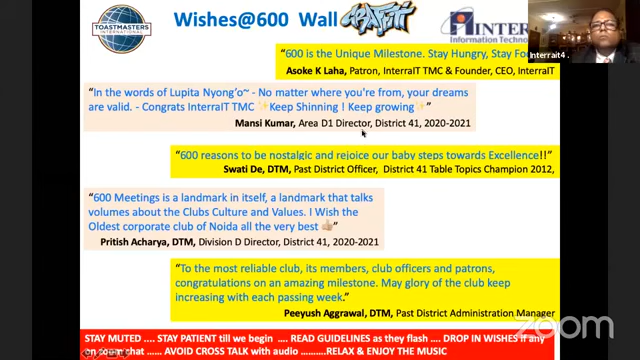 TOASTMASTERS
INTERNATIONAL
Wishes@600 Wall
INTERR
Information Techno
Interrait4 .
"600 is the Unique Milestone. Stay Hungry, Stay Foo
Asoke K Laha, Patron, InterraIT TMC & Founder, CEO, InterraIT
"In the words of Lupita Nyong'o~ - No matter where you're from, your dreams
are valid. - Congrats InterraIT TMC ✨Keep Shinning ! Keep growing✨"
Mansi Kumar, Area D1 Director, District 41, 2020-2021
"600 reasons to be nostalgic and rejoice our baby steps towards Excellence!!"
Swati De, DTM, Past District Officer, District 41 Table Topics Champion 2012,
"600 Meetings is a landmark in itself, a landmark that talks
volumes about the Clubs Culture and Values. I Wish the
Oldest corporate club of Noida all the very best 👍🏻"
Pritish Acharya, DTM, Division D Director, District 41, 2020-2021
"To the most reliable club, its members, club officers and patrons,
congratulations on an amazing milestone. May glory of the club keep
increasing with each passing week."
Peeyush Aggrawal, DTM, Past District Administration Manager
zoom
STAY MUTED .... STAY PATIENT till we begin .... READ GUIDELINES as they flash .... DROP IN WISHES if any
on zoom chat ...... AVOID CROSS TALK with audio ..........RELAX & ENJOY THE MUSIC